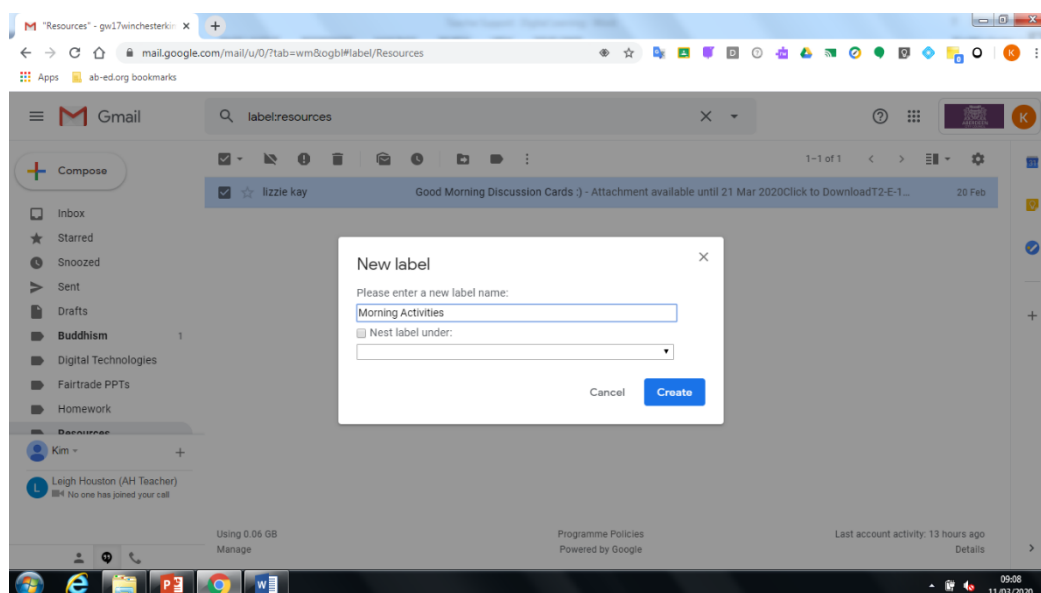 "Resources" - gw17winchesterkin
mail.google.com/mail/u/0/?tab=wm&ogbl#label/Resources
Apps
ab-ed.org bookmarks
Gmail
label:resources
K
Compose
1–1 of 1
lizzie kay
Good Morning Discussion Cards :) - Attachment available until 21 Mar 2020Click to DownloadT2-E-1...
20 Feb
Inbox
Starred
Snoozed
Sent
Drafts
Buddhism 1
Digital Technologies
Fairtrade PPTs
Homework
Resources
New label
Please enter a new label name:
Morning Activities
Nest label under:
Cancel
Create
Kim
Leigh Houston (AH Teacher)
No one has joined your call
Using 0.06 GB
Manage
Programme Policies
Powered by Google
Last account activity: 13 hours ago
Details
09:08
11/03/2020